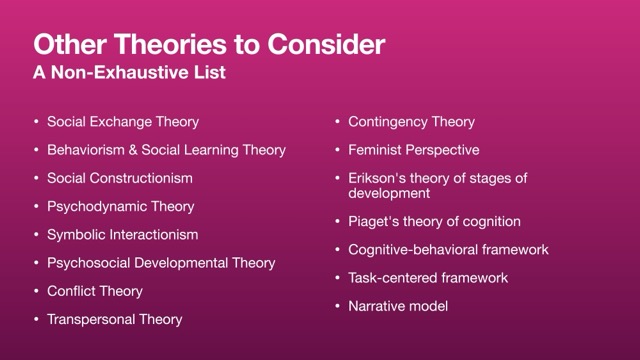 Other Theories to Consider
A Non-Exhaustive List
• Social Exchange Theory
• Behaviorism & Social Learning Theory
• Social Constructionism
• Psychodynamic Theory
• Symbolic Interactionism
• Psychosocial Developmental Theory
• Conflict Theory
• Transpersonal Theory
• Contingency Theory
• Feminist Perspective
• Erikson's theory of stages of
development
• Piaget's theory of cognition
• Cognitive-behavioral framework
• Task-centered framework
• Narrative model